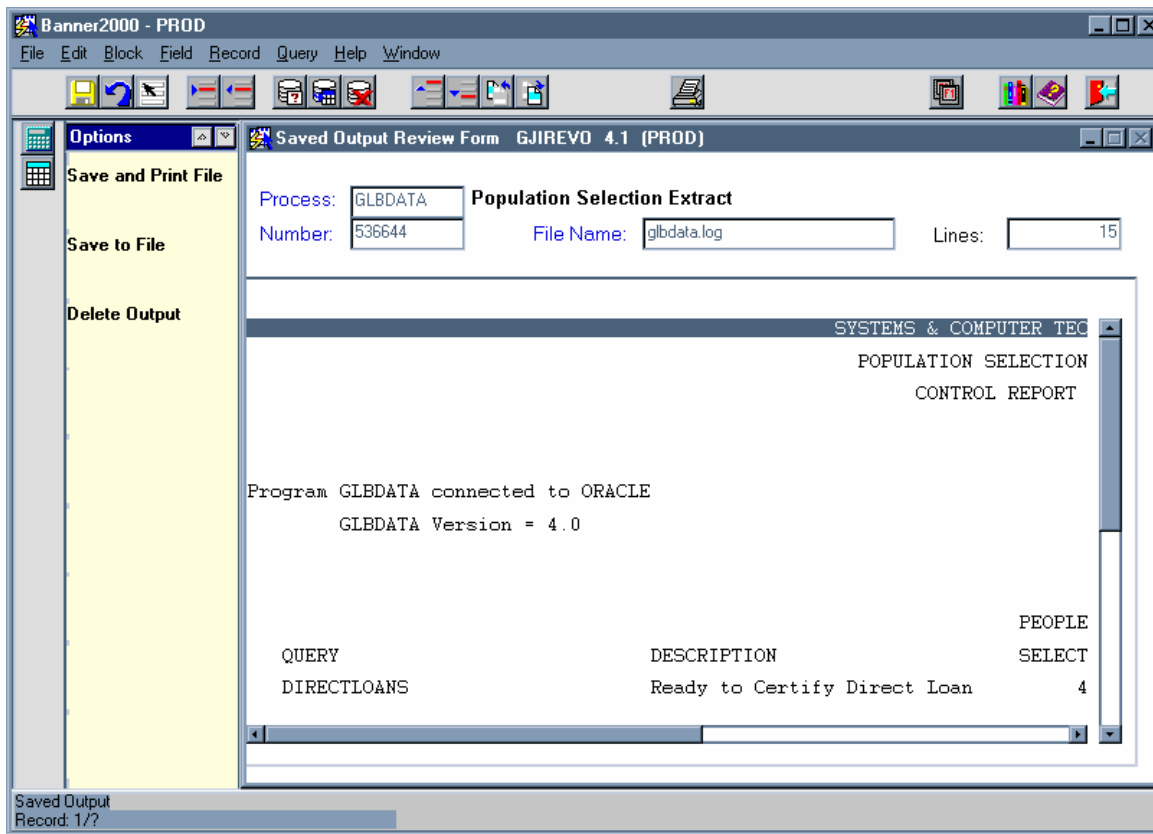 Banner2000 - PROD
File Edit Block Field Record Query Help Window
F1
Options
Saved Output Review Form GJIREVO 4.1 (PROD)
Save and Print File
Save to File
Delete Output
Process: GLBDATA Population Selection Extract
Number: 536644 File Name: glbdata.log Lines: 15
SYSTEMS & COMPUTER TEC
POPULATION SELECTION
CONTROL REPORT
Program GLBDATA connected to ORACLE
GLBDATA Version = 4.0
PEOPLE
QUERY DESCRIPTION SELECT
DIRECTLOANS Ready to Certify Direct Loan 4
Saved Output
Record: 1/?